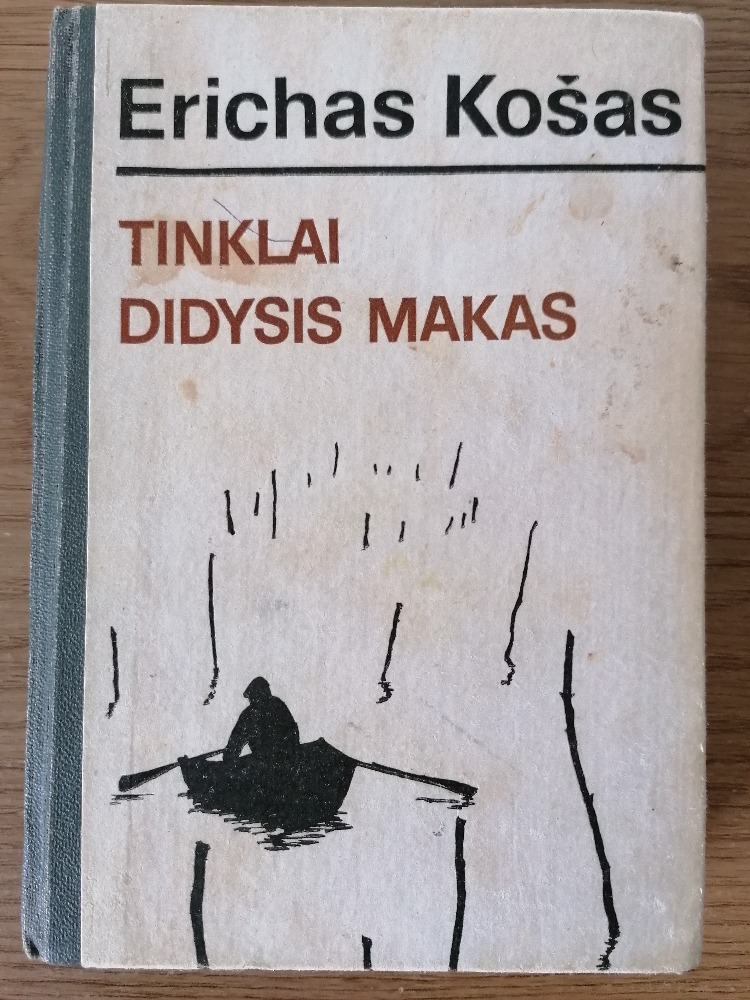 Erichas Košas
TINKLAI
DIDYSIS MAKAS